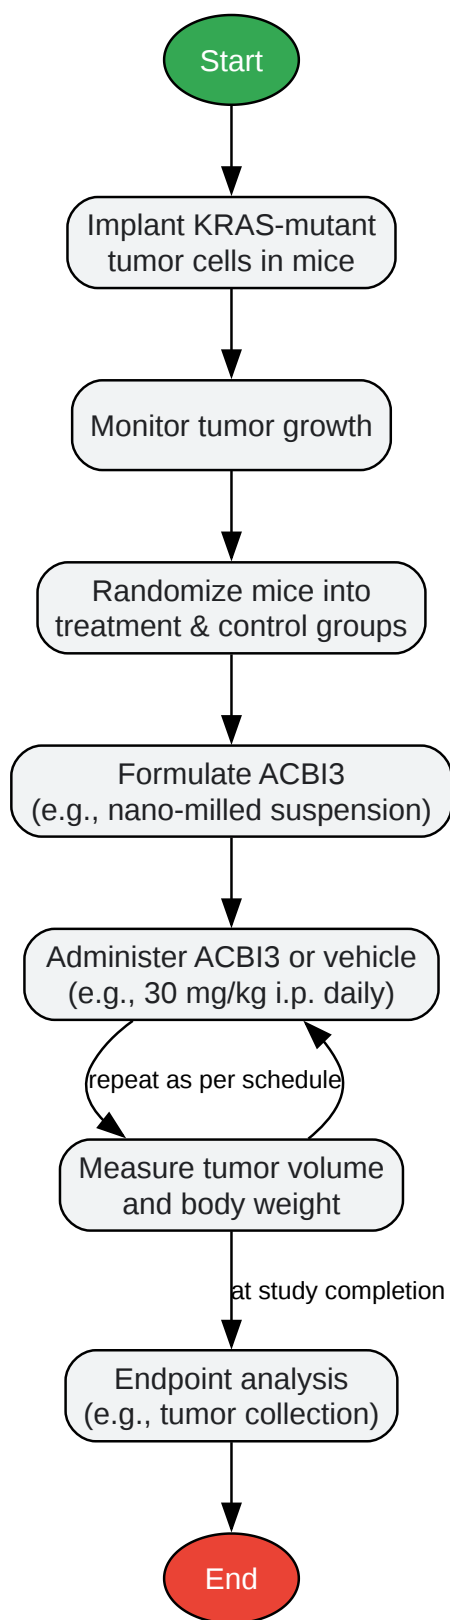 Start
Implant KRAS-mutant
tumor cells in mice
Monitor tumor growth
Randomize mice into
treatment & control groups
Formulate ACBI3
(e.g., nano-milled suspension)
Administer ACBI3 or vehicle
(e.g., 30 mg/kg i.p. daily)
repeat as per schedule
Measure tumor volume
and body weight
at study completion
Endpoint analysis
(e.g., tumor collection)
End